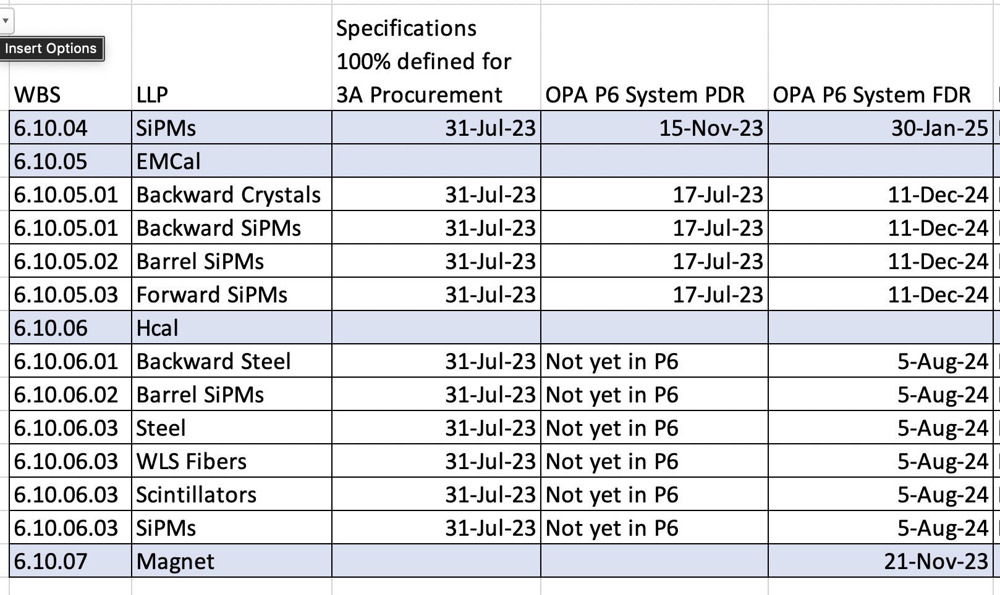 Insert Options
Specifications
100% defined for
WBS LLP 3A Procurement OPA P6 System PDR OPA P6 System FDR
6.10.04 SiPMs 31-Jul-23 15-Nov-23 30-Jan-25
6.10.05 EMCal
6.10.05.01 Backward Crystals 31-Jul-23 17-Jul-23 11-Dec-24
6.10.05.01 Backward SiPMs 31-Jul-23 17-Jul-23 11-Dec-24
6.10.05.02 Barrel SiPMs 31-Jul-23 17-Jul-23 11-Dec-24
6.10.05.03 Forward SiPMs 31-Jul-23 17-Jul-23 11-Dec-24
6.10.06 Hcal
6.10.06.01 Backward Steel 31-Jul-23 Not yet in P6 5-Aug-24
6.10.06.02 Barrel SiPMs 31-Jul-23 Not yet in P6 5-Aug-24
6.10.06.03 Steel 31-Jul-23 Not yet in P6 5-Aug-24
6.10.06.03 WLS Fibers 31-Jul-23 Not yet in P6 5-Aug-24
6.10.06.03 Scintillators 31-Jul-23 Not yet in P6 5-Aug-24
6.10.06.03 SiPMs 31-Jul-23 Not yet in P6 5-Aug-24
6.10.07 Magnet 21-Nov-23